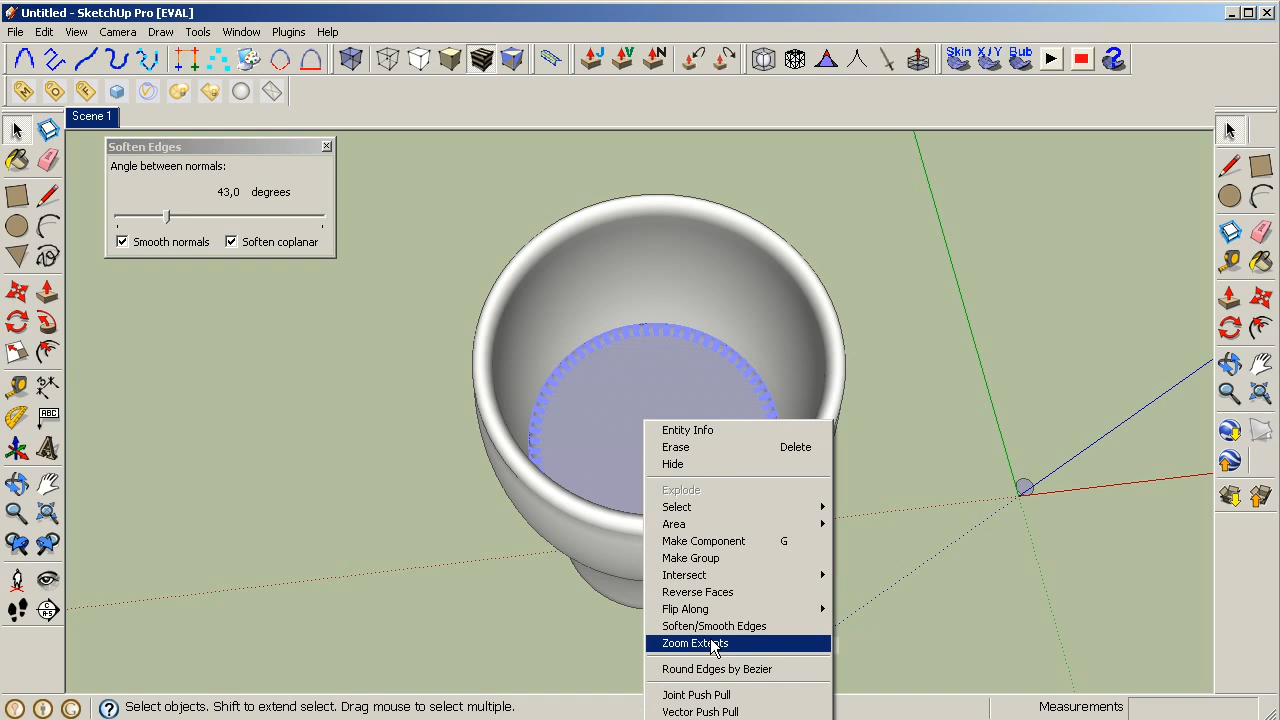 Untitled - SketchUp Pro [EVAL]
File Edit View Camera Draw Tools Window Plugins Help
J V N Skin X/Y Bub ?
M O F
Scene 1
Soften Edges
Angle between normals:
43,0 degrees
Smooth normals Soften coplanar
ABC
A
Entity Info
Erase Delete
Hide
Explode
Select
Area
Make Component G
Make Group
Intersect
Reverse Faces
Flip Along
Soften/Smooth Edges
Zoom Extents
Round Edges by Bezier
Joint Push Pull
Vector Push Pull
Select objects. Shift to extend select. Drag mouse to select multiple.
Measurements